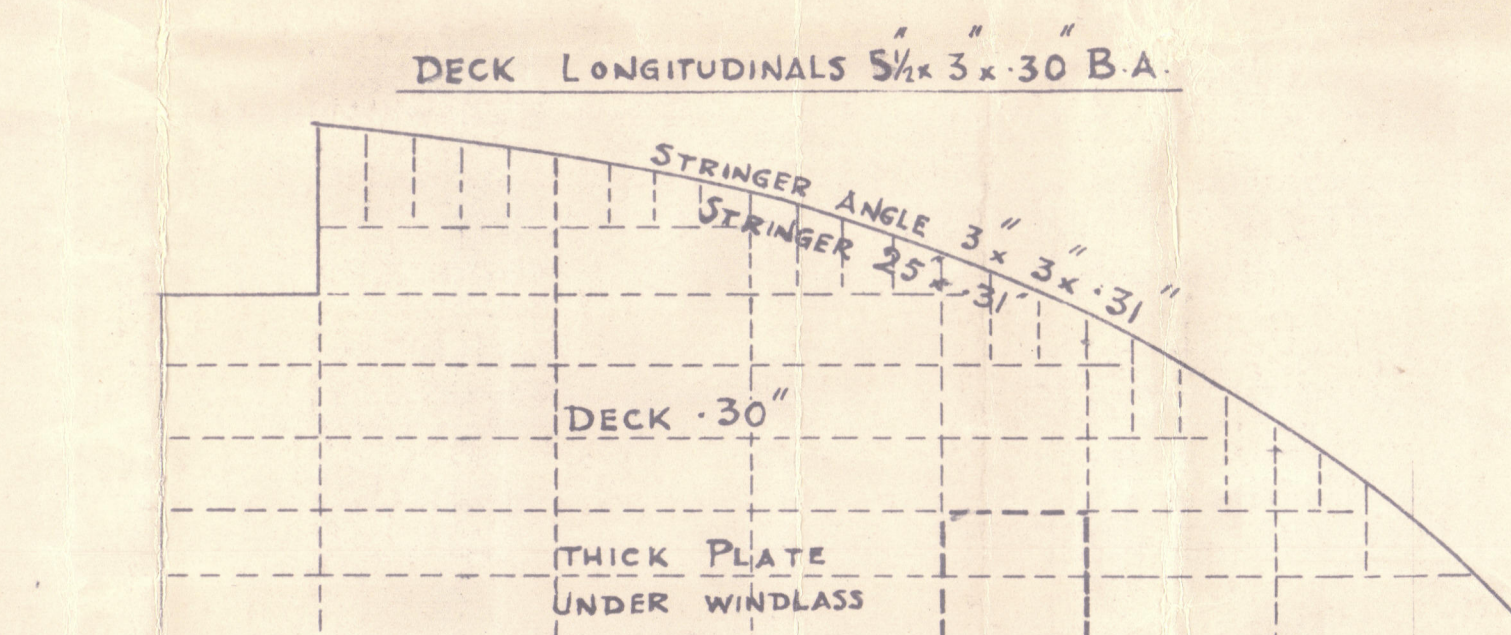 DECK LONGITUDINALS 5½" x 3" x ·30" B.A.
STRINGER ANGLE 3" x 3" x ·31"
STRINGER 25" x ·31"
DECK ·30"
THICK PLATE
UNDER WINDLASS